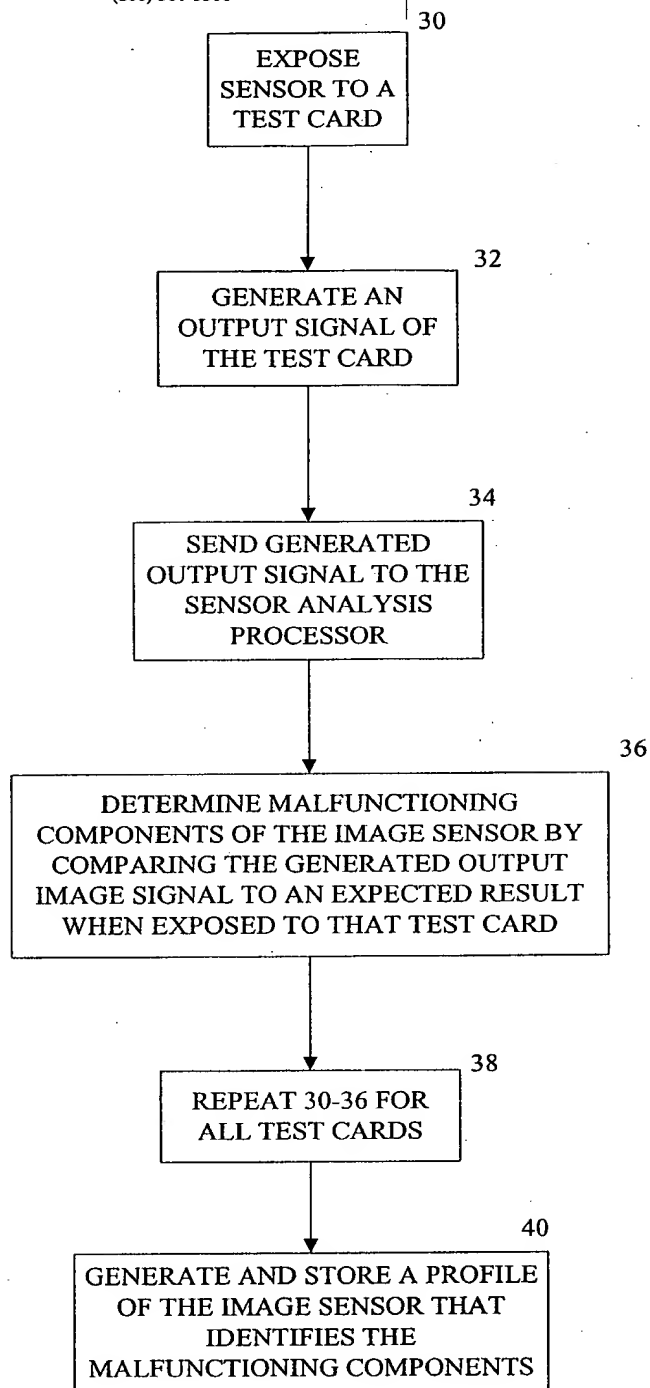 30
EXPOSE
SENSOR TO A
TEST CARD
32
GENERATE AN
OUTPUT SIGNAL OF
THE TEST CARD
34
SEND GENERATED
OUTPUT SIGNAL TO THE
SENSOR ANALYSIS
PROCESSOR
36
DETERMINE MALFUNCTIONING
COMPONENTS OF THE IMAGE SENSOR BY
COMPARING THE GENERATED OUTPUT
IMAGE SIGNAL TO AN EXPECTED RESULT
WHEN EXPOSED TO THAT TEST CARD
38
REPEAT 30-36 FOR
ALL TEST CARDS
40
GENERATE AND STORE A PROFILE
OF THE IMAGE SENSOR THAT
IDENTIFIES THE
MALFUNCTIONING COMPONENTS